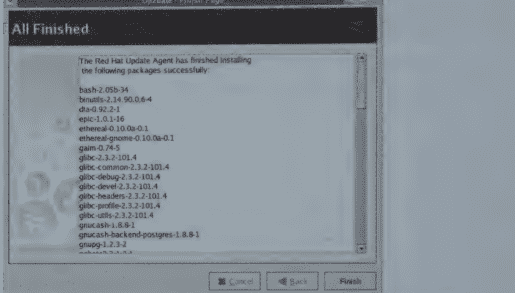 All Finished
The Red Hat Update Agent has finished installing
the following packages successfully:
bash-2.05b-34
binutils-2.14.90.0.6-4
dia-0.92.2-1
epic-1.0.1-16
ethereal-0.10.0a-0.1
ethereal-gnome-0.10.0a-0.1
gaim-0.74-5
glibc-2.3.2-101.4
glibc-common-2.3.2-101.4
glibc-debug-2.3.2-101.4
glibc-devel-2.3.2-101.4
glibc-headers-2.3.2-101.4
glibc-profile-2.3.2-101.4
glibc-utils-2.3.2-101.4
gnucash-1.8.8-1
gnucash-backend-postgres-1.8.8-1
gnupg-1.2.3-2
Cancel
Back
Finish